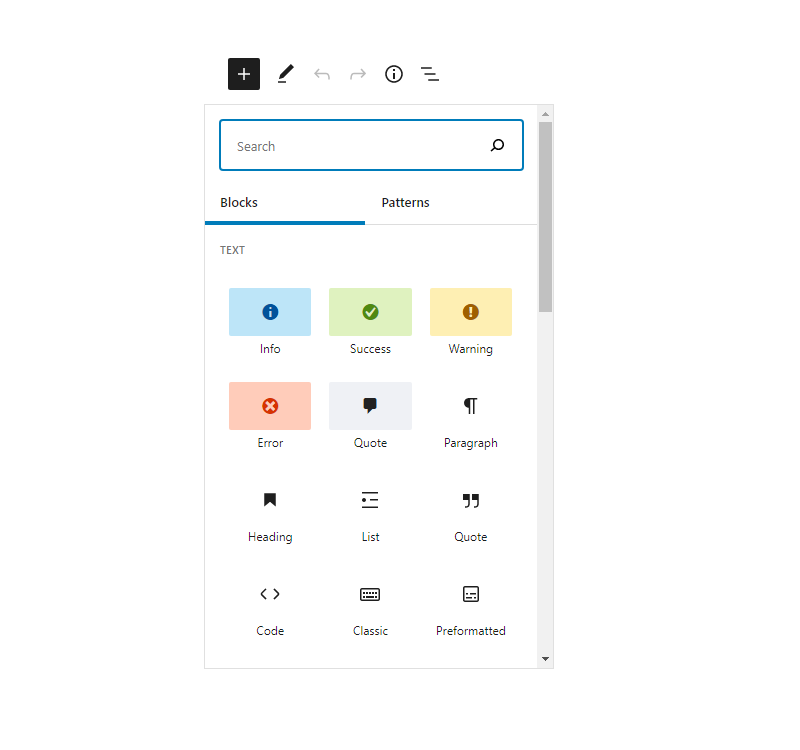 Search
Blocks Patterns
TEXT
Info Success Warning
Error Quote Paragraph
Heading List Quote
Code Classic Preformatted